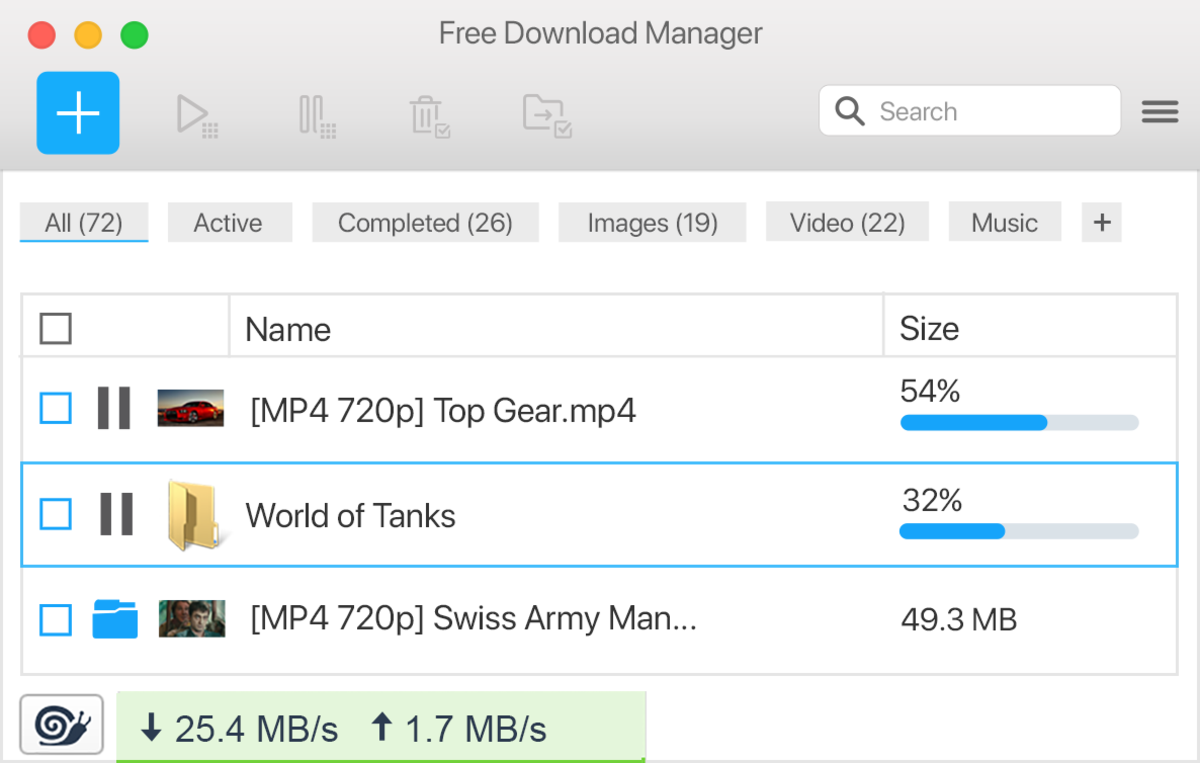 Free Download Manager
Search
All (72) Active Completed (26) Images (19) Video (22) Music +
Name Size
[MP4 720p] Top Gear.mp4 54%
World of Tanks 32%
[MP4 720p] Swiss Army Man... 49.3 MB
↓ 25.4 MB/s ↑ 1.7 MB/s